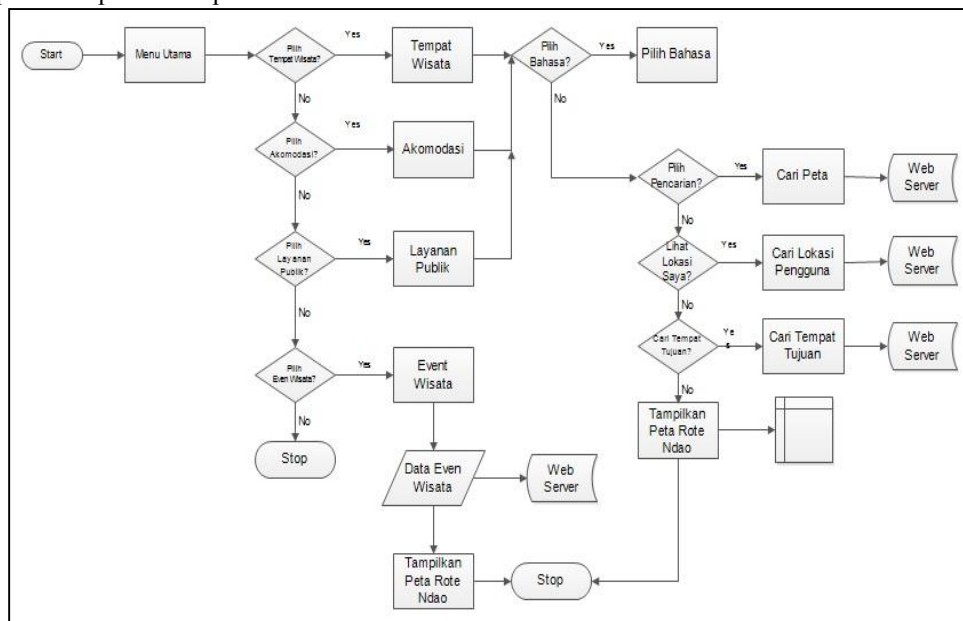 Start
Menu Utama
Pilih
Tempat Wisata?
Yes
Tempat
Wisata
Pilih
Bahasa?
Yes
Pilih Bahasa
No
No
Pilih
Akomodasi?
Yes
Akomodasi
Pilih
Pencarian?
Yes
Cari Peta
Web
Server
No
No
Pilih
Layanan
Publik?
Yes
Layanan
Publik
Lihat
Lokasi
Saya?
Yes
Cari Lokasi
Pengguna
Web
Server
No
No
Cari Tempat
Tujuan?
Ye
s
Cari Tempat
Tujuan
Web
Server
Pilih
Even Wisata?
Yes
Event
Wisata
No
No
Tampilkan
Peta Rote
Ndao
Stop
Data Even
Wisata
Web
Server
Tampilkan
Peta Rote
Ndao
Stop